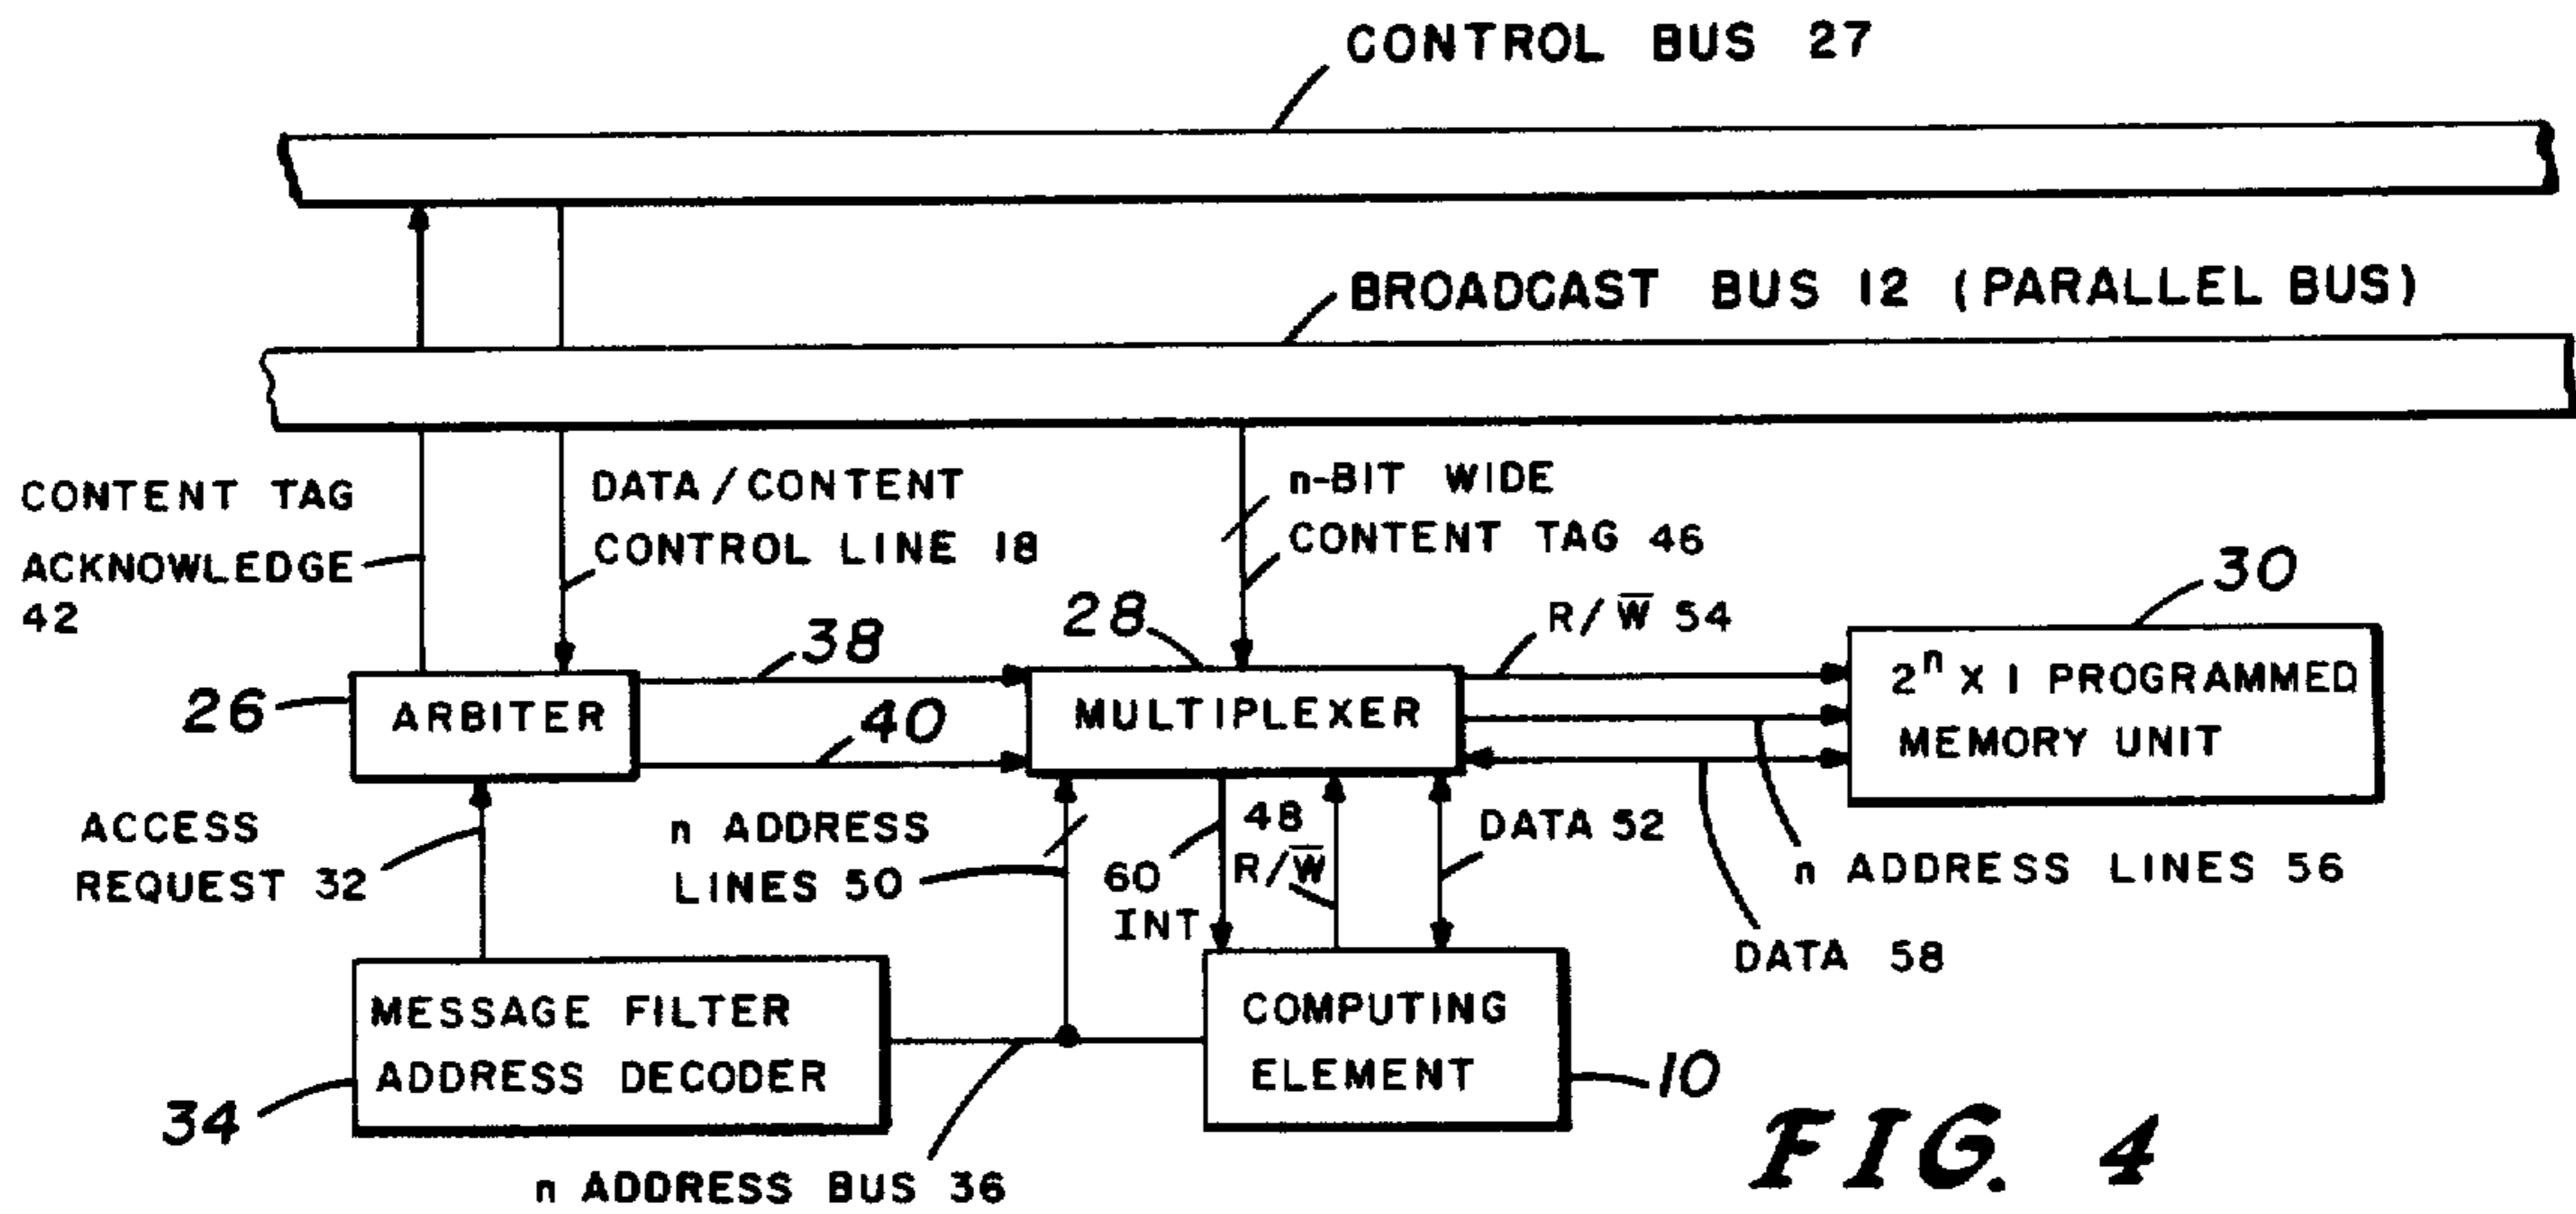 CONTROL BUS 27
BROADCAST BUS 12 (PARALLEL BUS)
CONTENT TAG
ACKNOWLEDGE
42
DATA/CONTENT
CONTROL LINE 18
n-BIT WIDE
CONTENT TAG 46
R/W̅ 54
30
28
38
40
26
ARBITER
MULTIPLEXER
2ⁿ X 1 PROGRAMMED
MEMORY UNIT
ACCESS
REQUEST 32
n ADDRESS
LINES 50
60
INT
48
R/W̅
DATA 52
n ADDRESS LINES 56
DATA 58
MESSAGE FILTER
ADDRESS DECODER
34
COMPUTING
ELEMENT
10
n ADDRESS BUS 36
FIG. 4